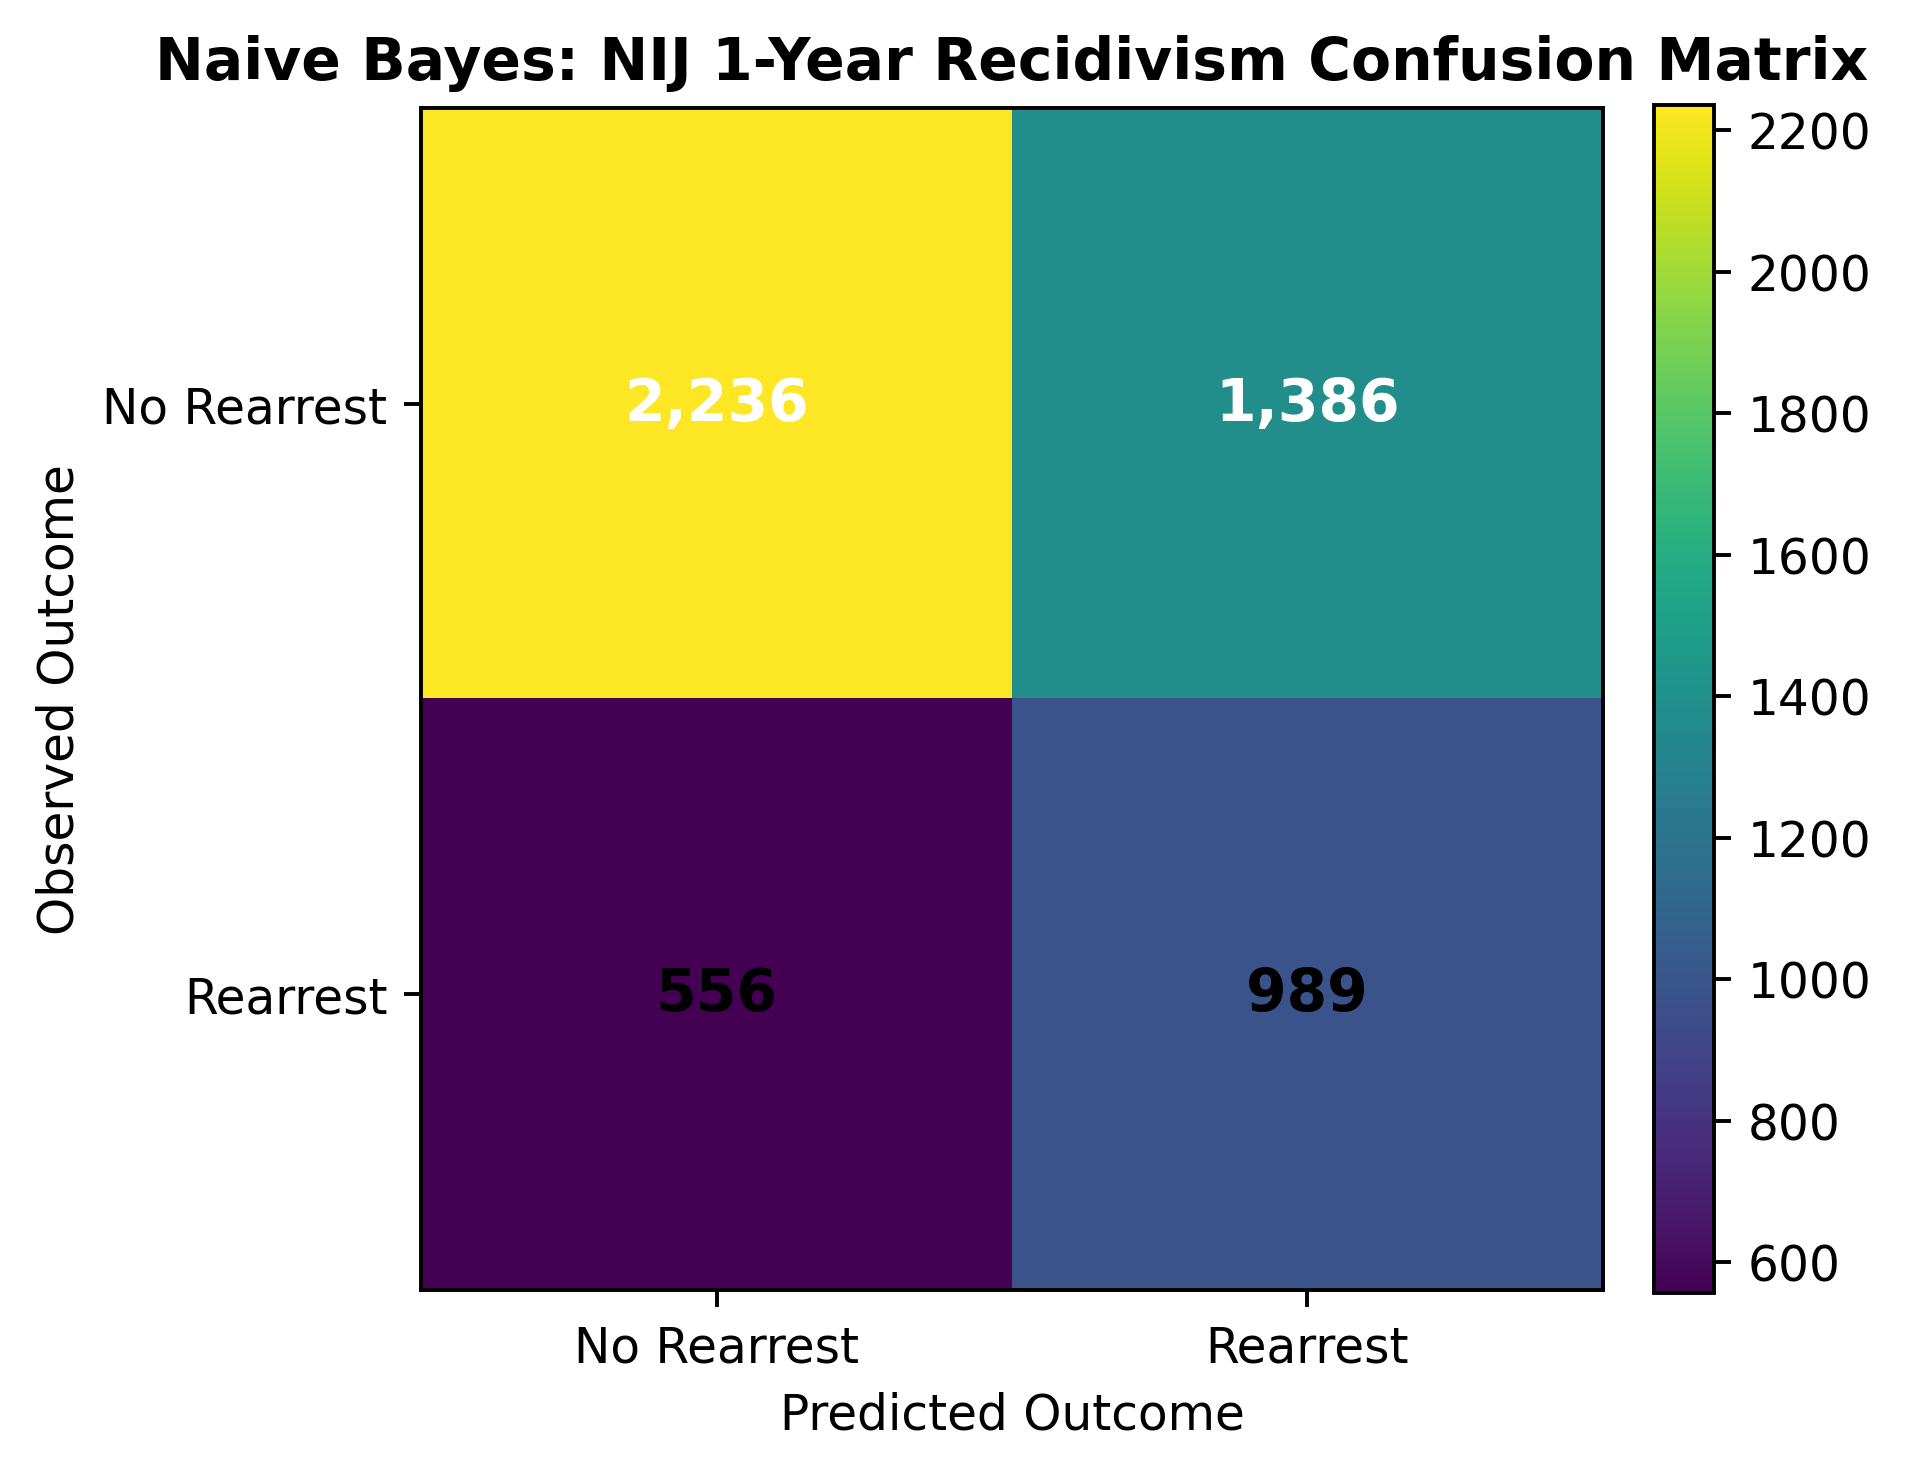 Naive Bayes: NIJ 1-Year Recidivism Confusion Matrix
2200
2000
1800
1600
1400
1200
1000
800
600
Observed Outcome
No Rearrest
2,236
1,386
Rearrest
556
989
No Rearrest
Rearrest
Predicted Outcome